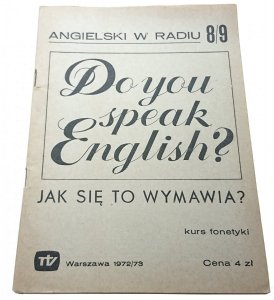 ANGIELSKI W RADIU 8/9
Do you
speak
English?
JAK SIĘ TO WYMAWIA?
kurs fonetyki
Warszawa 1972/73
Cena 4 zł